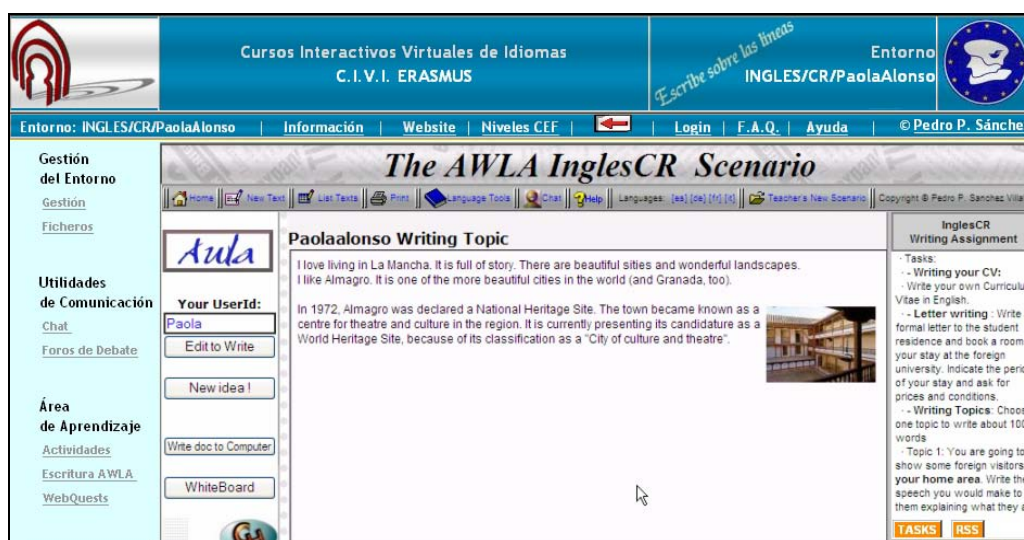 Cursos Interactivos Virtuales de Idiomas
C.I.V.I. ERASMUS
Escribe sobre las líneas
Entorno
INGLES/CR/PaolaAlonso
Entorno: INGLES/CR/PaolaAlonso | Información | Website | Niveles CEF | | Login | F.A.Q. | Ayuda | © Pedro P. Sánche
Gestión
del Entorno
Gestión
Ficheros
Utilidades
de Comunicación
Chat
Foros de Debate
Área
de Aprendizaje
Actividades
Escritura AWLA
WebQuests
The AWLA InglesCR Scenario
Home || New Text || List Texts || Print || Language Tools || Chat || Help || Languages: [es] [de] [fr] [it] || Teacher's New Scenario || Copyright © Pedro P. Sanchez Villa
Aula
Your UserId:
Paola
Edit to Write
New idea !
Write doc to Computer
WhiteBoard
Paolaalonso Writing Topic
I love living in La Mancha. It is full of story. There are beautiful sities and wonderful landscapes.
I like Almagro. It is one of the more beautiful cities in the world (and Granada, too).
In 1972, Almagro was declared a National Heritage Site. The town became known as a
centre for theatre and culture in the region. It is currently presenting its candidature as a
World Heritage Site, because of its classification as a "City of culture and theatre".
InglesCR
Writing Assignment
· Tasks:
· - Writing your CV:
· Write your own Curriculu
Vitae in English.
· - Letter writing : Write
formal letter to the student
residence and book a room
your stay at the foreign
university. Indicate the peri
of your stay and ask for
prices and conditions.
· - Writing Topics: Choos
one topic to write about 100
words
· Topic 1: You are going to
show some foreign visitors
your home area. Write the
speech you would make to
them explaining what they a
TASKS RSS